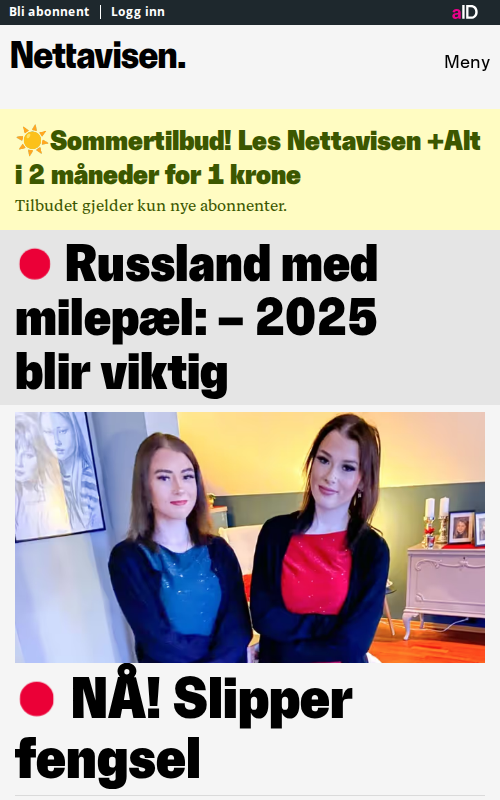 Bli abonnent | Logg inn
aID
Nettavisen.
Meny
Sommertilbud! Les Nettavisen +Alt
i 2 måneder for 1 krone
Tilbudet gjelder kun nye abonnenter.
Russland med
milepæl: – 2025
blir viktig
NÅ! Slipper
fengsel